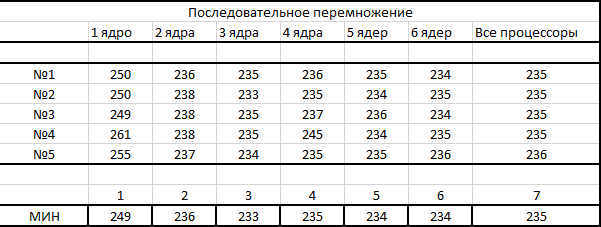 Последовательное перемножение
1 ядро 2 ядра 3 ядра 4 ядра 5 ядер 6 ядер Все процессоры
№1 250 236 235 236 235 234 235
№2 250 238 233 235 234 235 235
№3 249 238 235 237 236 234 235
№4 261 238 235 245 234 235 235
№5 255 237 234 235 235 236 236
1 2 3 4 5 6 7
МИН 249 236 233 235 234 234 235